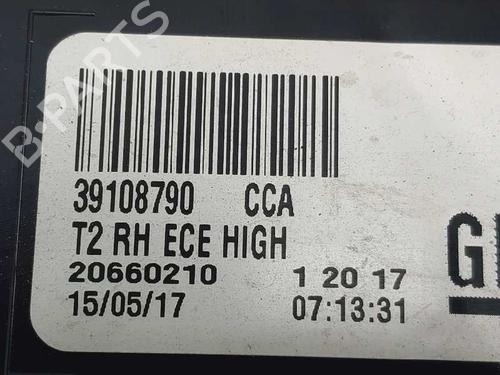 B-PARTS
39108790 CCA
T2 RH ECE HIGH
20660210 1 20 17
15/05/17 07:13:31